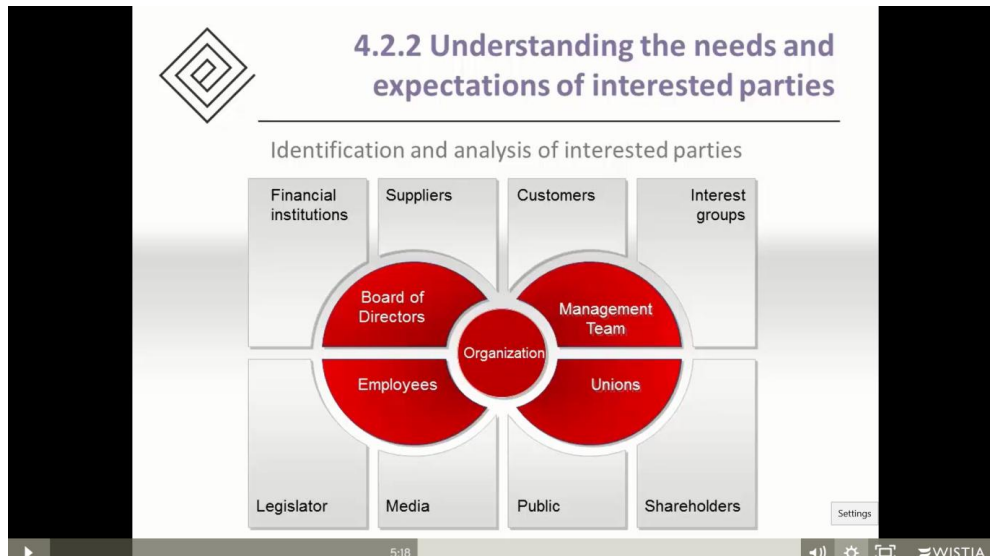 4.2.2 Understanding the needs and
expectations of interested parties
Identification and analysis of interested parties
Financial
institutions
Suppliers
Customers
Interest
groups
Board of
Directors
Management
Team
Organization
Employees
Unions
Legislator
Media
Public
Shareholders
Settings
5:18
WISTIA